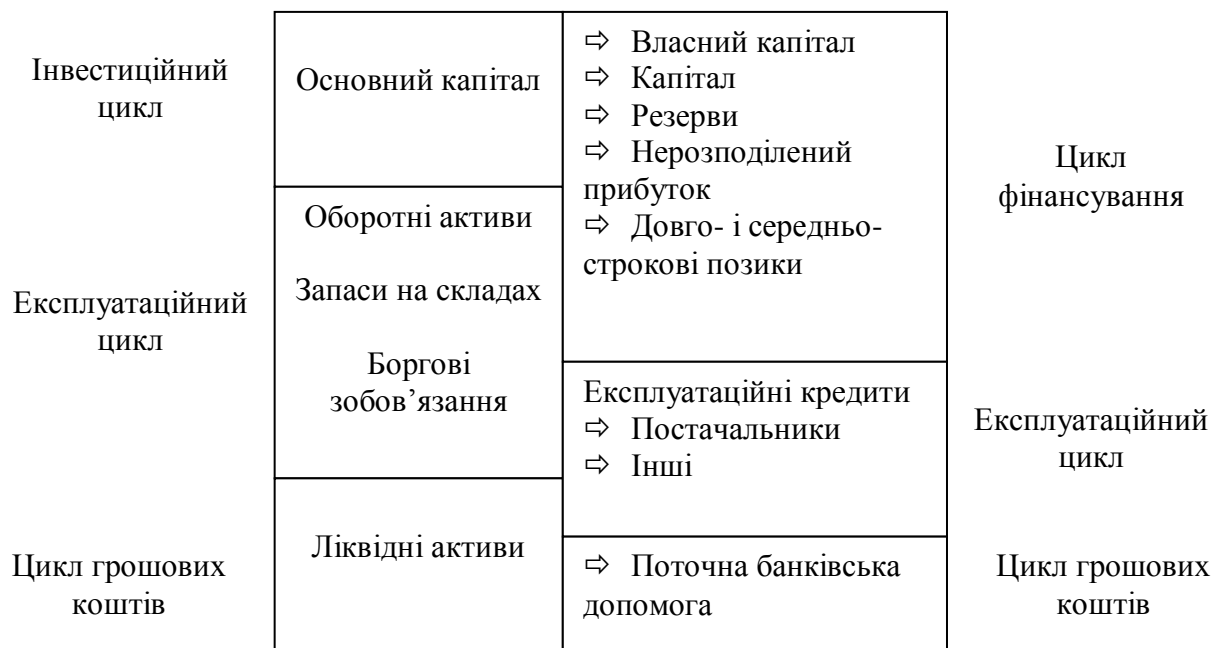 Інвестиційний
цикл
Основний капітал
⇨ Власний капітал
⇨ Капітал
⇨ Резерви
⇨ Нерозподілений
прибуток
⇨ Довго- і середньо-
строкові позики
Цикл
фінансування
Експлуатаційний
цикл
Оборотні активи
Запаси на складах
Боргові
зобов’язання
Експлуатаційні кредити
⇨ Постачальники
⇨ Інші
Експлуатаційний
цикл
Цикл грошових
коштів
Ліквідні активи
⇨ Поточна банківська
допомога
Цикл грошових
коштів